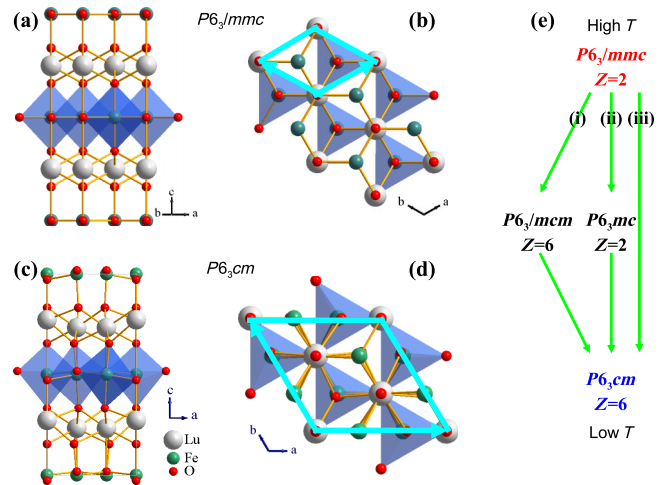 (a)
P6₃/mmc
(b)
c
b
a
b
a
(c)
P6₃cm
(d)
c
a
Lu
Fe
O
b
a
(e)
High T
P6₃/mmc
Z=2
(i)
(ii)
(iii)
P6₃/mcm
Z=6
P6₃mc
Z=2
P6₃cm
Z=6
Low T